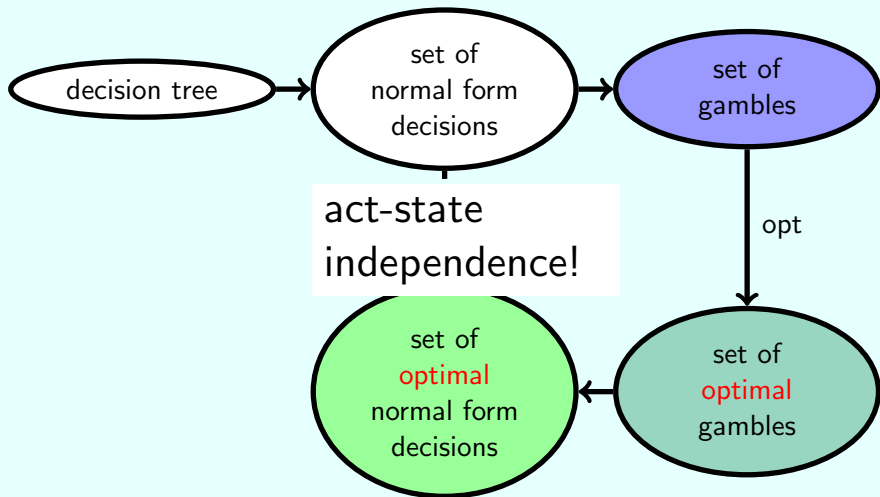 decision tree
set of
normal form
decisions
set of
gambles
act-state
independence!
opt
set of
optimal
normal form
decisions
set of
optimal
gambles